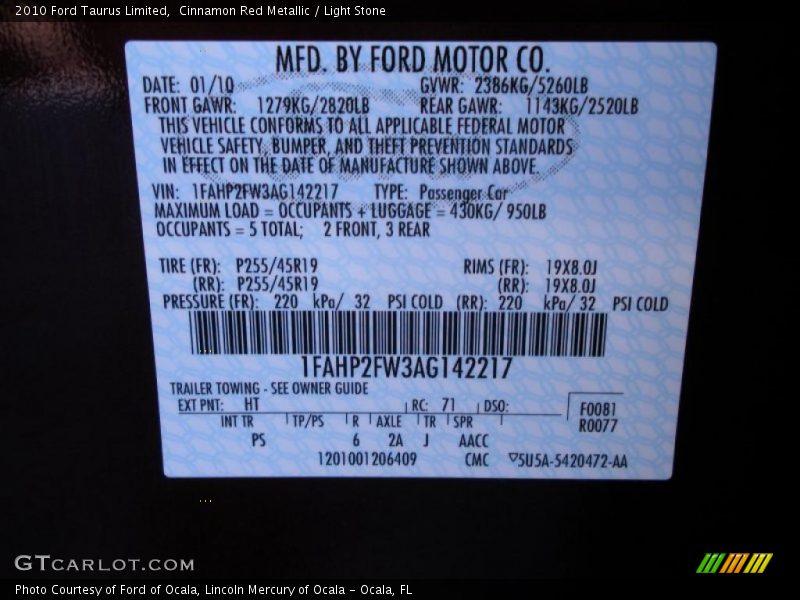 2010 Ford Taurus Limited,  Cinnamon Red Metallic / Light Stone
MFD. BY FORD MOTOR CO.
DATE: 01/10 GVWR: 2386KG/5260LB
FRONT GAWR: 1279KG/2820LB REAR GAWR: 1143KG/2520LB
THIS VEHICLE CONFORMS TO ALL APPLICABLE FEDERAL MOTOR
VEHICLE SAFETY, BUMPER, AND THEFT PREVENTION STANDARDS
IN EFFECT ON THE DATE OF MANUFACTURE SHOWN ABOVE.
VIN: 1FAHP2FW3AG142217 TYPE: Passenger Car
MAXIMUM LOAD = OCCUPANTS + LUGGAGE = 430KG/ 950LB
OCCUPANTS = 5 TOTAL; 2 FRONT, 3 REAR
TIRE (FR): P255/45R19 RIMS (FR): 19X8.0J
(RR): P255/45R19 (RR): 19X8.0J
PRESSURE (FR): 220 kPa/ 32 PSI COLD (RR): 220 kPa/ 32 PSI COLD
1FAHP2FW3AG142217
TRAILER TOWING - SEE OWNER GUIDE
EXT PNT: HT RC: 71 DSO: F0081
R0077
INT TR TP/PS R AXLE TR SPR
PS 6 2A J AACC
1201001206409 CMC ▽5U5A-5420472-AA
GTCARLOT.COM
Photo Courtesy of Ford of Ocala, Lincoln Mercury of Ocala - Ocala, FL